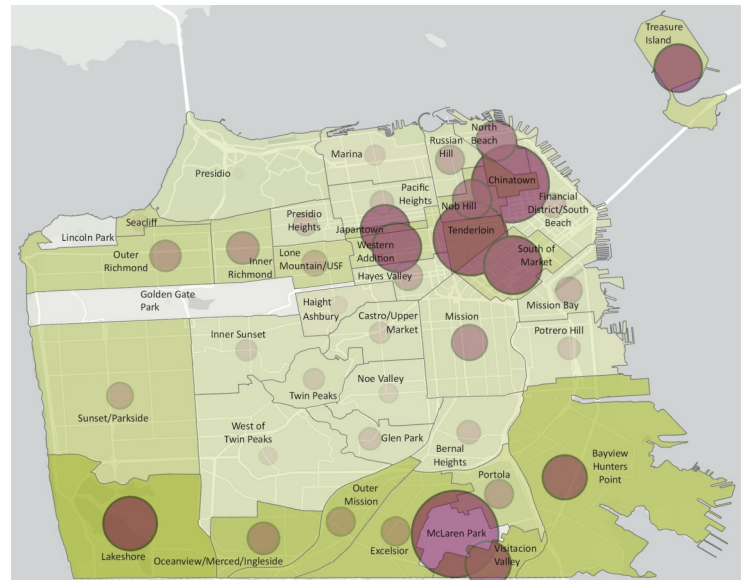 Treasure
Island
North
Beach
Russian
Hill
Marina
Presidio
Chinatown
Pacific
Heights
Nob Hill
Financial
District/South
Beach
Seacliff
Lincoln Park
Presidio
Heights
Japantown
Tenderloin
Western
Addition
Outer
Richmond
Inner
Richmond
Lone
Mountain/USF
South of
Market
Hayes Valley
Golden Gate
Park
Haight
Ashbury
Castro/Upper
Market
Mission
Mission Bay
Potrero Hill
Inner Sunset
Noe Valley
Twin Peaks
Sunset/Parkside
West of
Twin Peaks
Glen Park
Bernal
Heights
Bayview
Hunters
Point
Portola
Outer
Mission
McLaren Park
Excelsior
Visitacion
Valley
Lakeshore
Oceanview/Merced/Ingleside